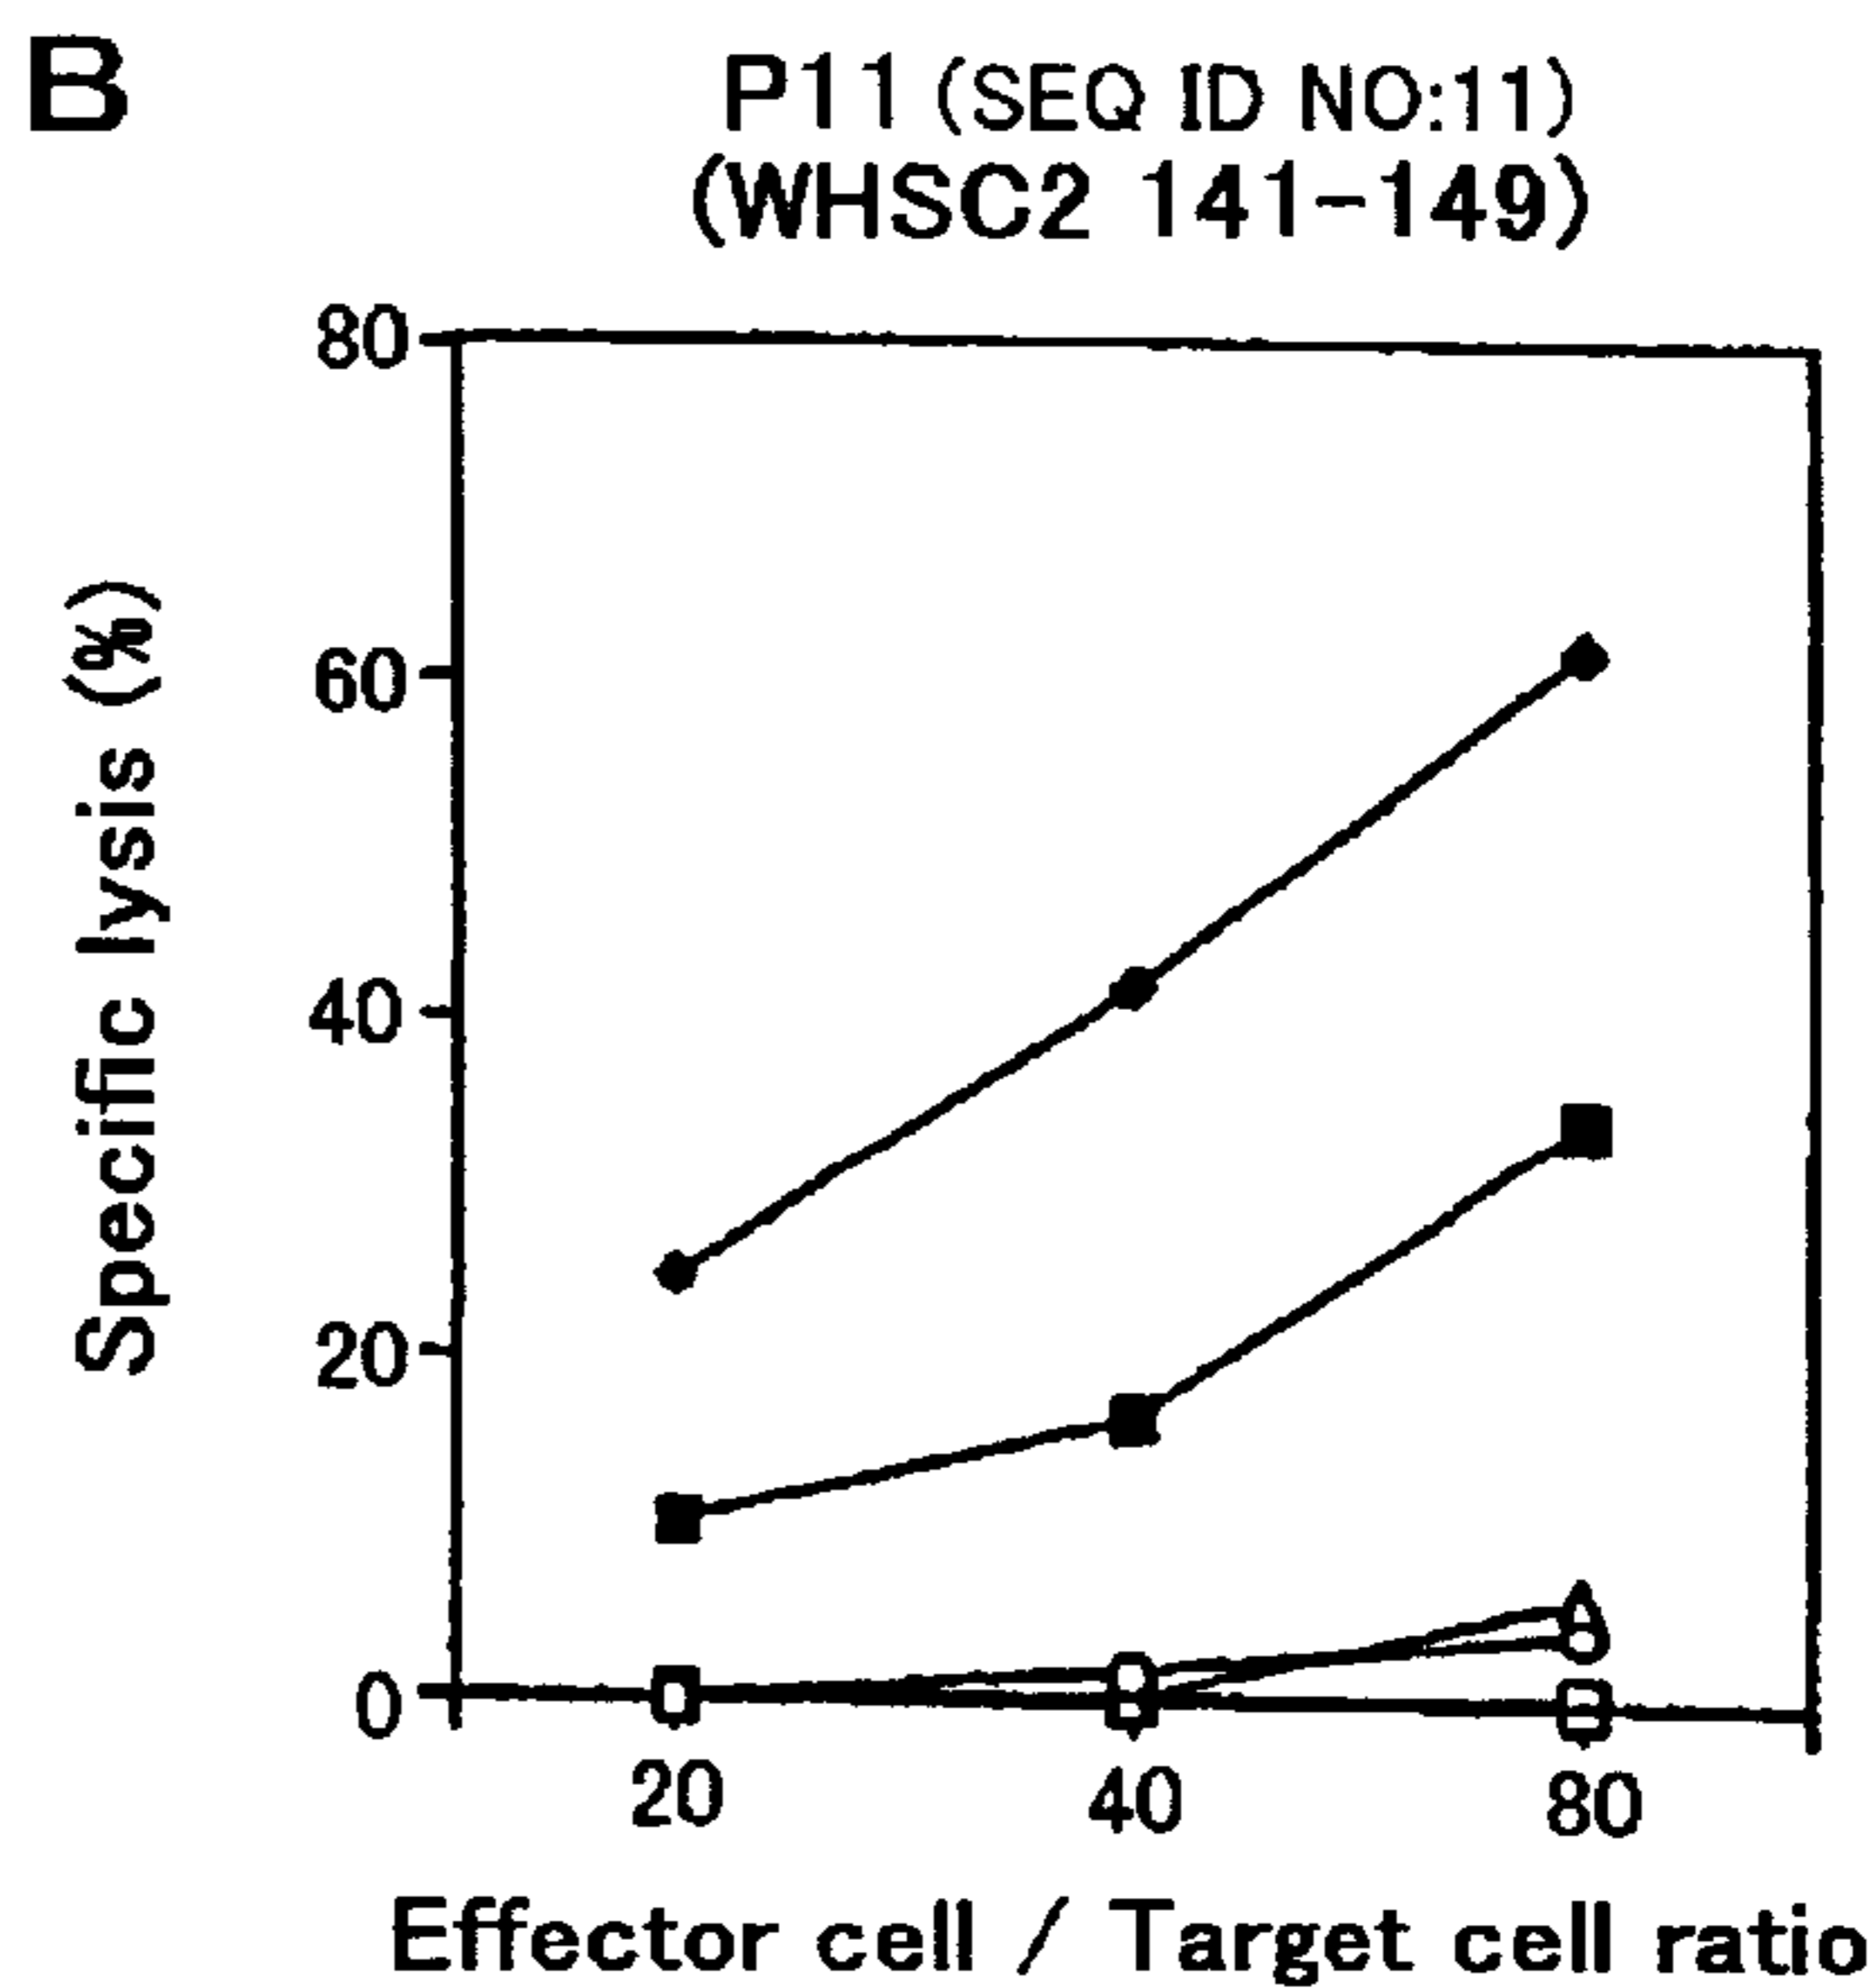 B
P11 (SEQ ID NO:11)
(WHSC2 141-149)
80
60
40
20
0
Specific lysis (%)
20 40 80
Effector cell / Target cell ratio